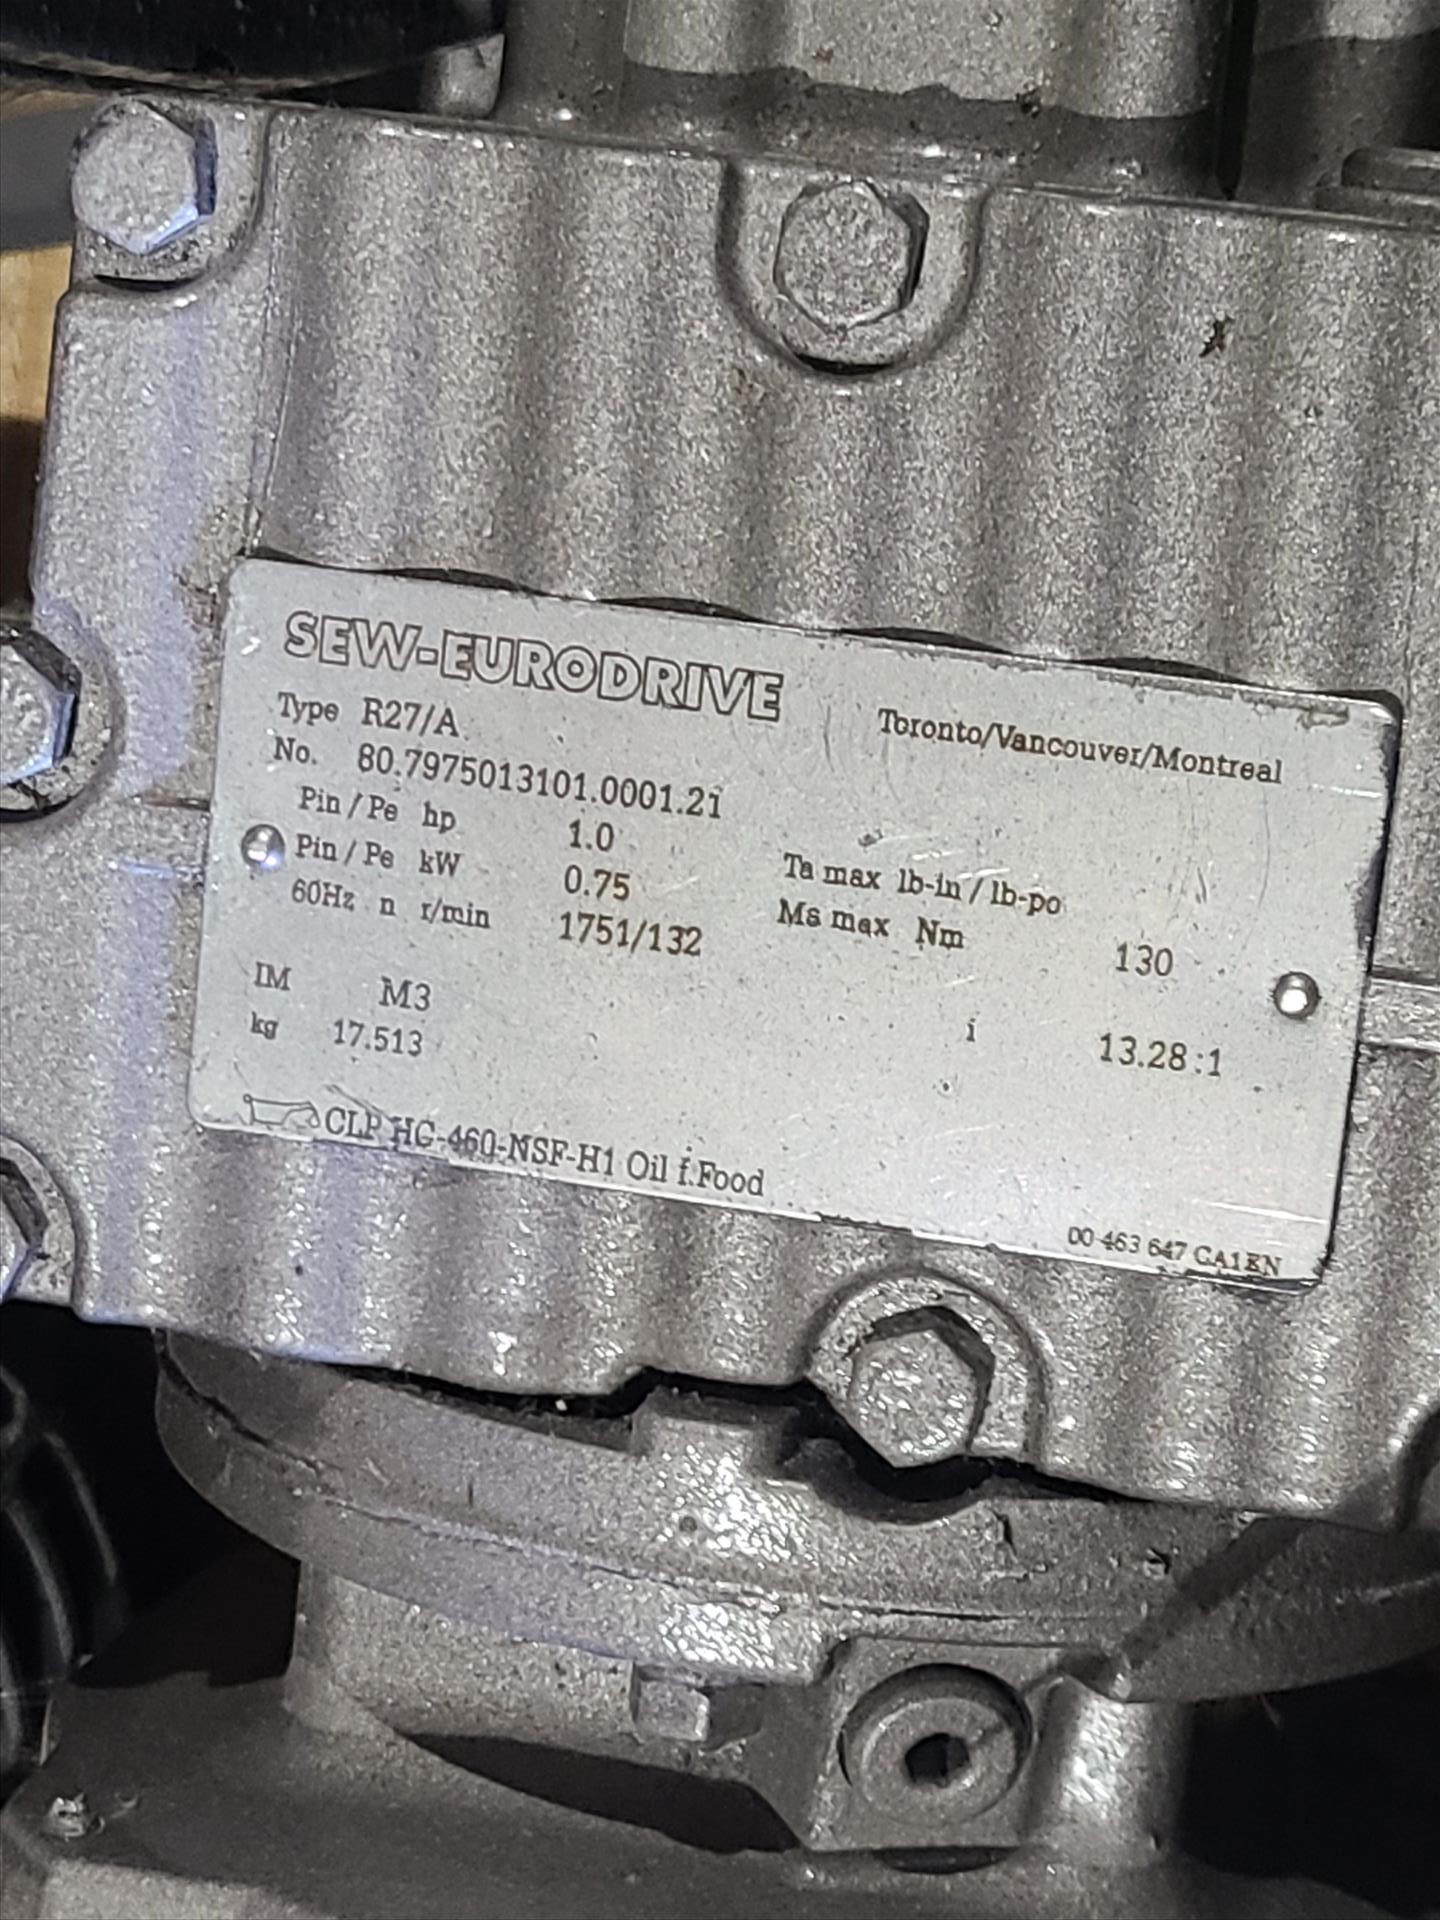 SEW-EURODRIVE
Toronto/Vancouver/Montreal
Type R27/A
No. 80.7975013101.0001.21
Pin / Pe hp 1.0
Pin / Pe kW 0.75
Ta max lb-in / lb-po
60Hz n r/min 1751/132
Ms max Nm 130
IM M3
i 13.28 :1
kg 17.513
CLP HC-460-NSF-H1 Oil f.Food
00 463 647 CA1EN